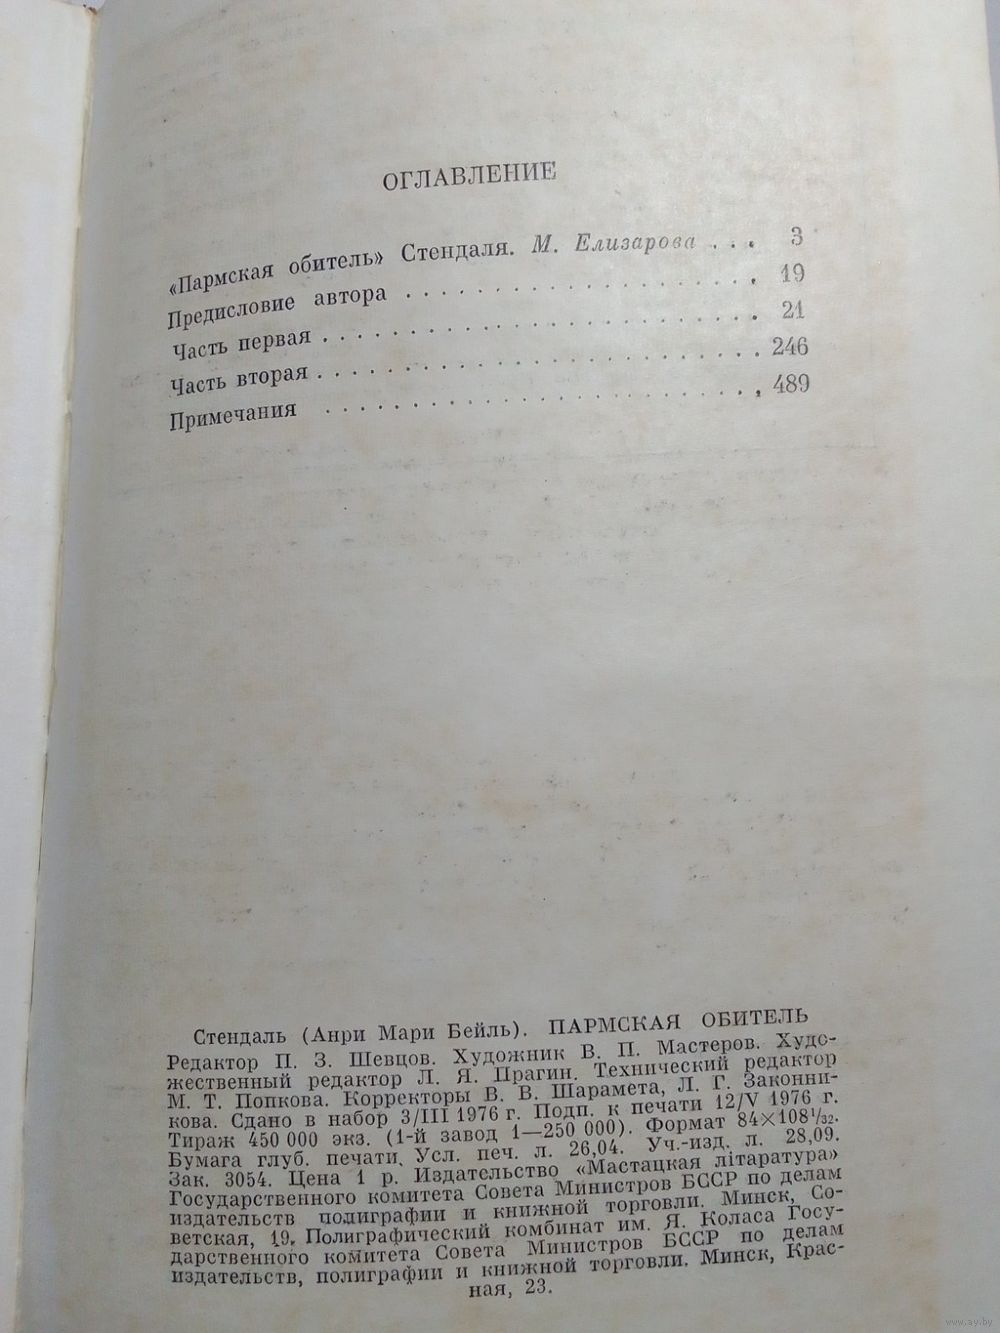 ОГЛАВЛЕНИЕ
«Пармская обитель» Стендаля. М. Елизарова . . . 3
Предисловие автора . . . . . . . . . . . . . . . . 19
Часть первая . . . . . . . . . . . . . . . . . . . 21
Часть вторая . . . . . . . . . . . . . . . . . . . 246
Примечания . . . . . . . . . . . . . . . . . . . 489
Стендаль (Анри Мари Бейль). ПАРМСКАЯ ОБИТЕЛЬ
Редактор П. З. Шевцов. Художник В. П. Мастеров. Худо-
жественный редактор Л. Я. Прагин. Технический редактор
М. Т. Попкова. Корректоры В. В. Шарамета, Л. Г. Законни-
кова. Сдано в набор 3/III 1976 г. Подп. к печати 12/V 1976 г.
Тираж 450 000 экз. (1-й завод 1—250 000). Формат 84×108 1/32.
Бумага глуб. печати. Усл. печ. л. 26,04. Уч.-изд. л. 28,09.
Зак. 3054. Цена 1 р. Издательство «Мастацкая літаратура»
Государственного комитета Совета Министров БССР по делам
издательств полиграфии и книжной торговли. Минск, Со-
ветская, 19. Полиграфический комбинат им. Я. Коласа Госу-
дарственного комитета Совета Министров БССР по делам
издательств, полиграфии и книжной торговли. Минск, Крас-
ная, 23.
www.ay.by